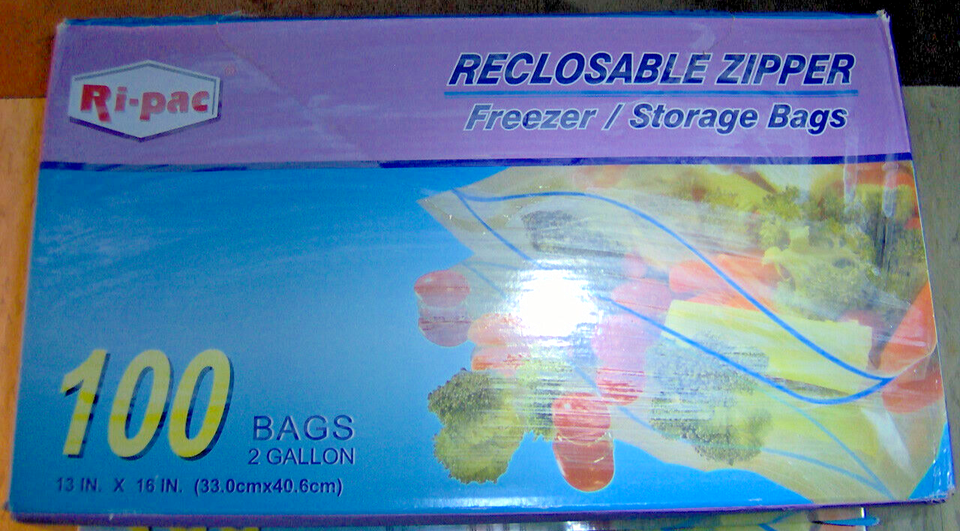 Ri-pac
RECLOSABLE ZIPPER
Freezer / Storage Bags
100 BAGS
2 GALLON
13 IN. X 16 IN. (33.0cmx40.6cm)